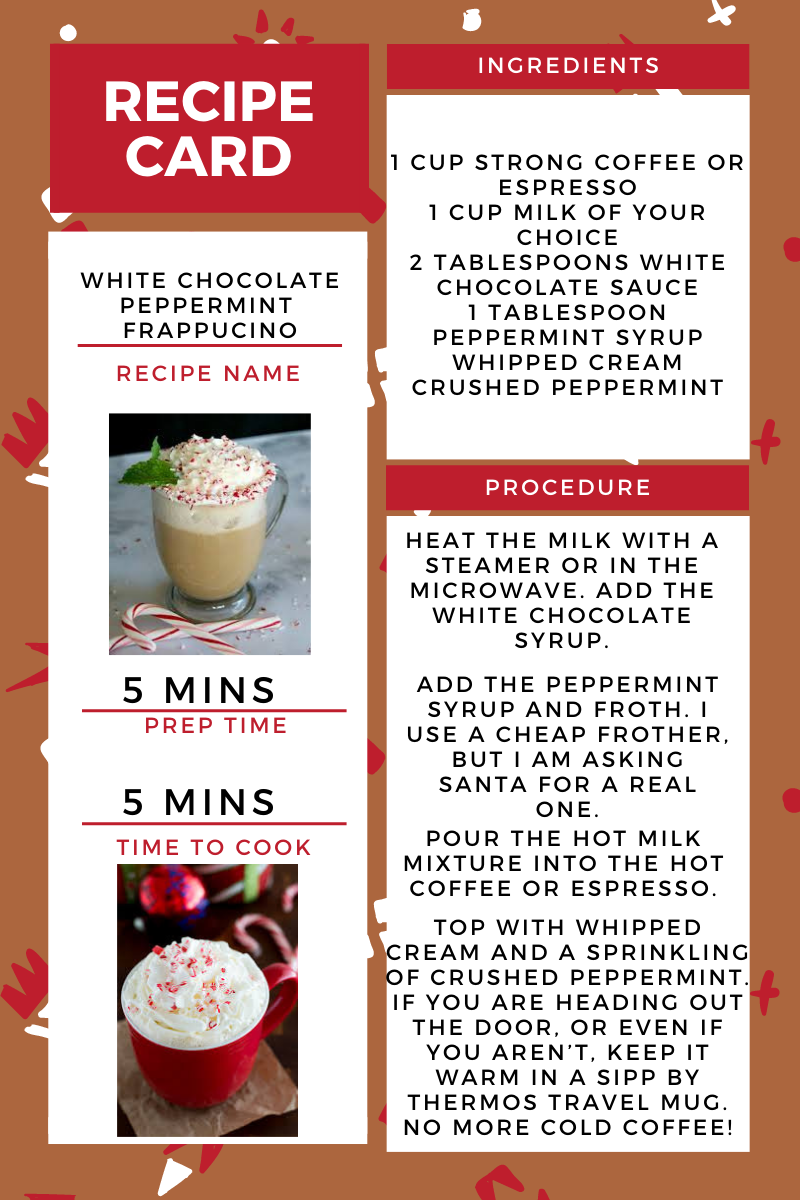 RECIPE
CARD
WHITE CHOCOLATE
PEPPERMINT
FRAPPUCINO
RECIPE NAME
5 MINS
PREP TIME
5 MINS
TIME TO COOK
INGREDIENTS
1 CUP STRONG COFFEE OR
ESPRESSO
1 CUP MILK OF YOUR
CHOICE
2 TABLESPOONS WHITE
CHOCOLATE SAUCE
1 TABLESPOON
PEPPERMINT SYRUP
WHIPPED CREAM
CRUSHED PEPPERMINT
PROCEDURE
HEAT THE MILK WITH A
STEAMER OR IN THE
MICROWAVE. ADD THE
WHITE CHOCOLATE
SYRUP.
ADD THE PEPPERMINT
SYRUP AND FROTH. I
USE A CHEAP FROTHER,
BUT I AM ASKING
SANTA FOR A REAL
ONE.
POUR THE HOT MILK
MIXTURE INTO THE HOT
COFFEE OR ESPRESSO.
TOP WITH WHIPPED
CREAM AND A SPRINKLING
OF CRUSHED PEPPERMINT.
IF YOU ARE HEADING OUT
THE DOOR, OR EVEN IF
YOU AREN'T, KEEP IT
WARM IN A SIPP BY
THERMOS TRAVEL MUG.
NO MORE COLD COFFEE!